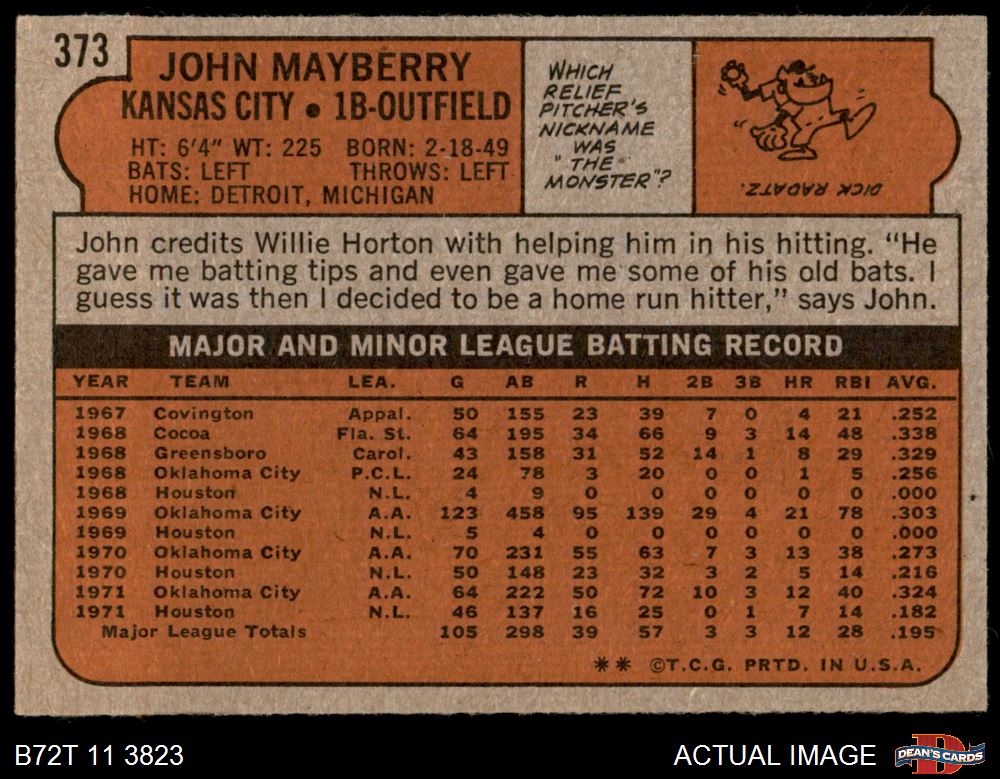 373
JOHN MAYBERRY
KANSAS CITY • 1B-OUTFIELD
HT: 6'4" WT: 225 BORN: 2-18-49
BATS: LEFT THROWS: LEFT
HOME: DETROIT, MICHIGAN
WHICH
RELIEF
PITCHER'S
NICKNAME
WAS
"THE
MONSTER"?
DICK RADATZ.
John credits Willie Horton with helping him in his hitting. "He
gave me batting tips and even gave me some of his old bats. I
guess it was then I decided to be a home run hitter," says John.
MAJOR AND MINOR LEAGUE BATTING RECORD
YEAR TEAM LEA. G AB R H 2B 3B HR RBI AVG.
1967 Covington Appal. 50 155 23 39 7 0 4 21 .252
1968 Cocoa Fla. St. 64 195 34 66 9 3 14 48 .338
1968 Greensboro Carol. 43 158 31 52 14 1 8 29 .329
1968 Oklahoma City P.C.L. 24 78 3 20 0 0 1 5 .256
1968 Houston N.L. 4 9 0 0 0 0 0 0 .000
1969 Oklahoma City A.A. 123 458 95 139 29 4 21 78 .303
1969 Houston N.L. 5 4 0 0 0 0 0 0 .000
1970 Oklahoma City A.A. 70 231 55 63 7 3 13 38 .273
1970 Houston N.L. 50 148 23 32 3 2 5 14 .216
1971 Oklahoma City A.A. 64 222 50 72 10 3 12 40 .324
1971 Houston N.L. 46 137 16 25 0 1 7 14 .182
Major League Totals 105 298 39 57 3 3 12 28 .195
** ©T.C.G. PRTD. IN U.S.A.
B72T 11 3823
ACTUAL IMAGE
D
DEAN'S CARDS